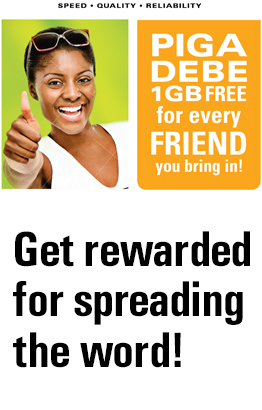 SPEED • QUALITY • RELIABILITY
PIGA
DEBE
1GB FREE
for every
FRIEND
you bring in!
Get rewarded
for spreading
the word!